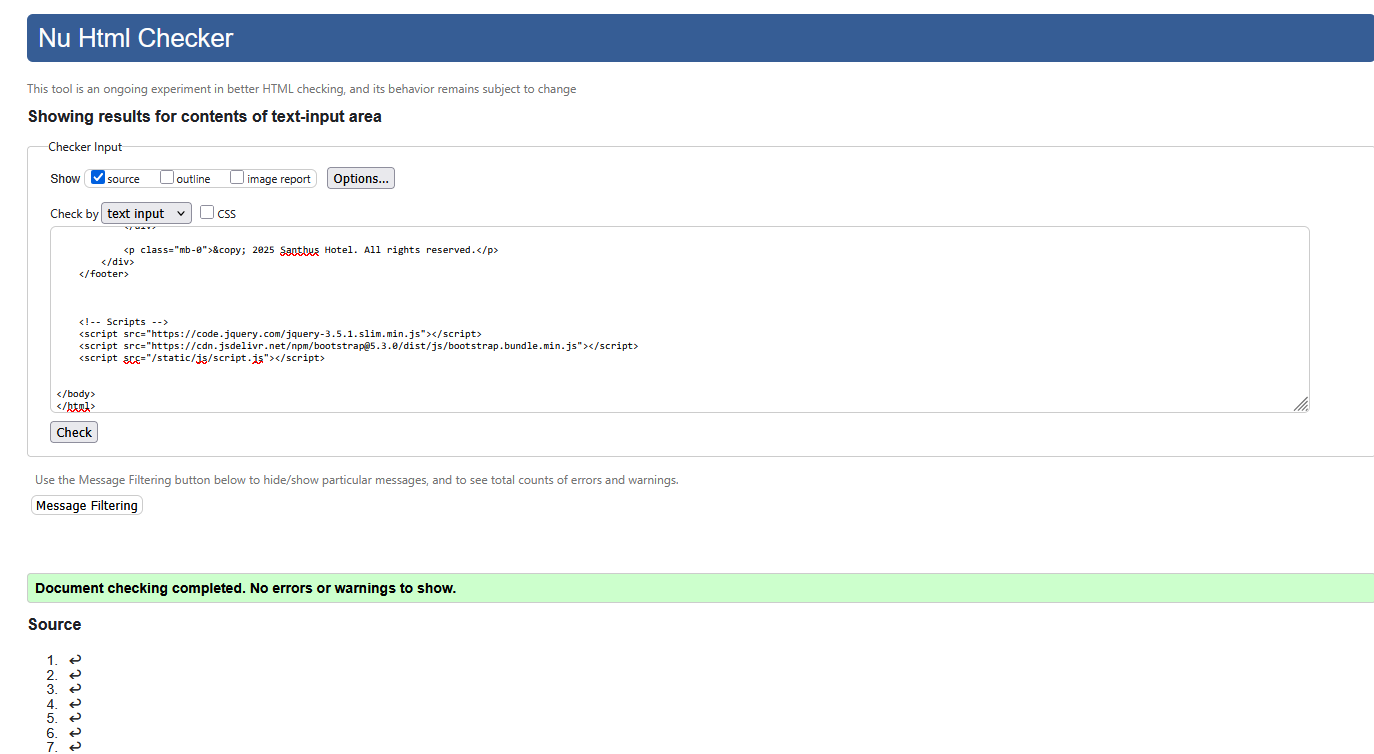 Nu Html Checker
This tool is an ongoing experiment in better HTML checking, and its behavior remains subject to change
Showing results for contents of text-input area
Checker Input
Show source outline image report Options...
Check by text input CSS
</div>
<p class="mb-0">&copy; 2025 Santhus Hotel. All rights reserved.</p>
</div>
</footer>
<!-- Scripts -->
<script src="https://code.jquery.com/jquery-3.5.1.slim.min.js"></script>
<script src="https://cdn.jsdelivr.net/npm/bootstrap@5.3.0/dist/js/bootstrap.bundle.min.js"></script>
<script src="/static/js/script.js"></script>
</body>
</html>
Check
Use the Message Filtering button below to hide/show particular messages, and to see total counts of errors and warnings.
Message Filtering
Document checking completed. No errors or warnings to show.
Source
1. ↩
2. ↩
3. ↩
4. ↩
5. ↩
6. ↩
7. ↩